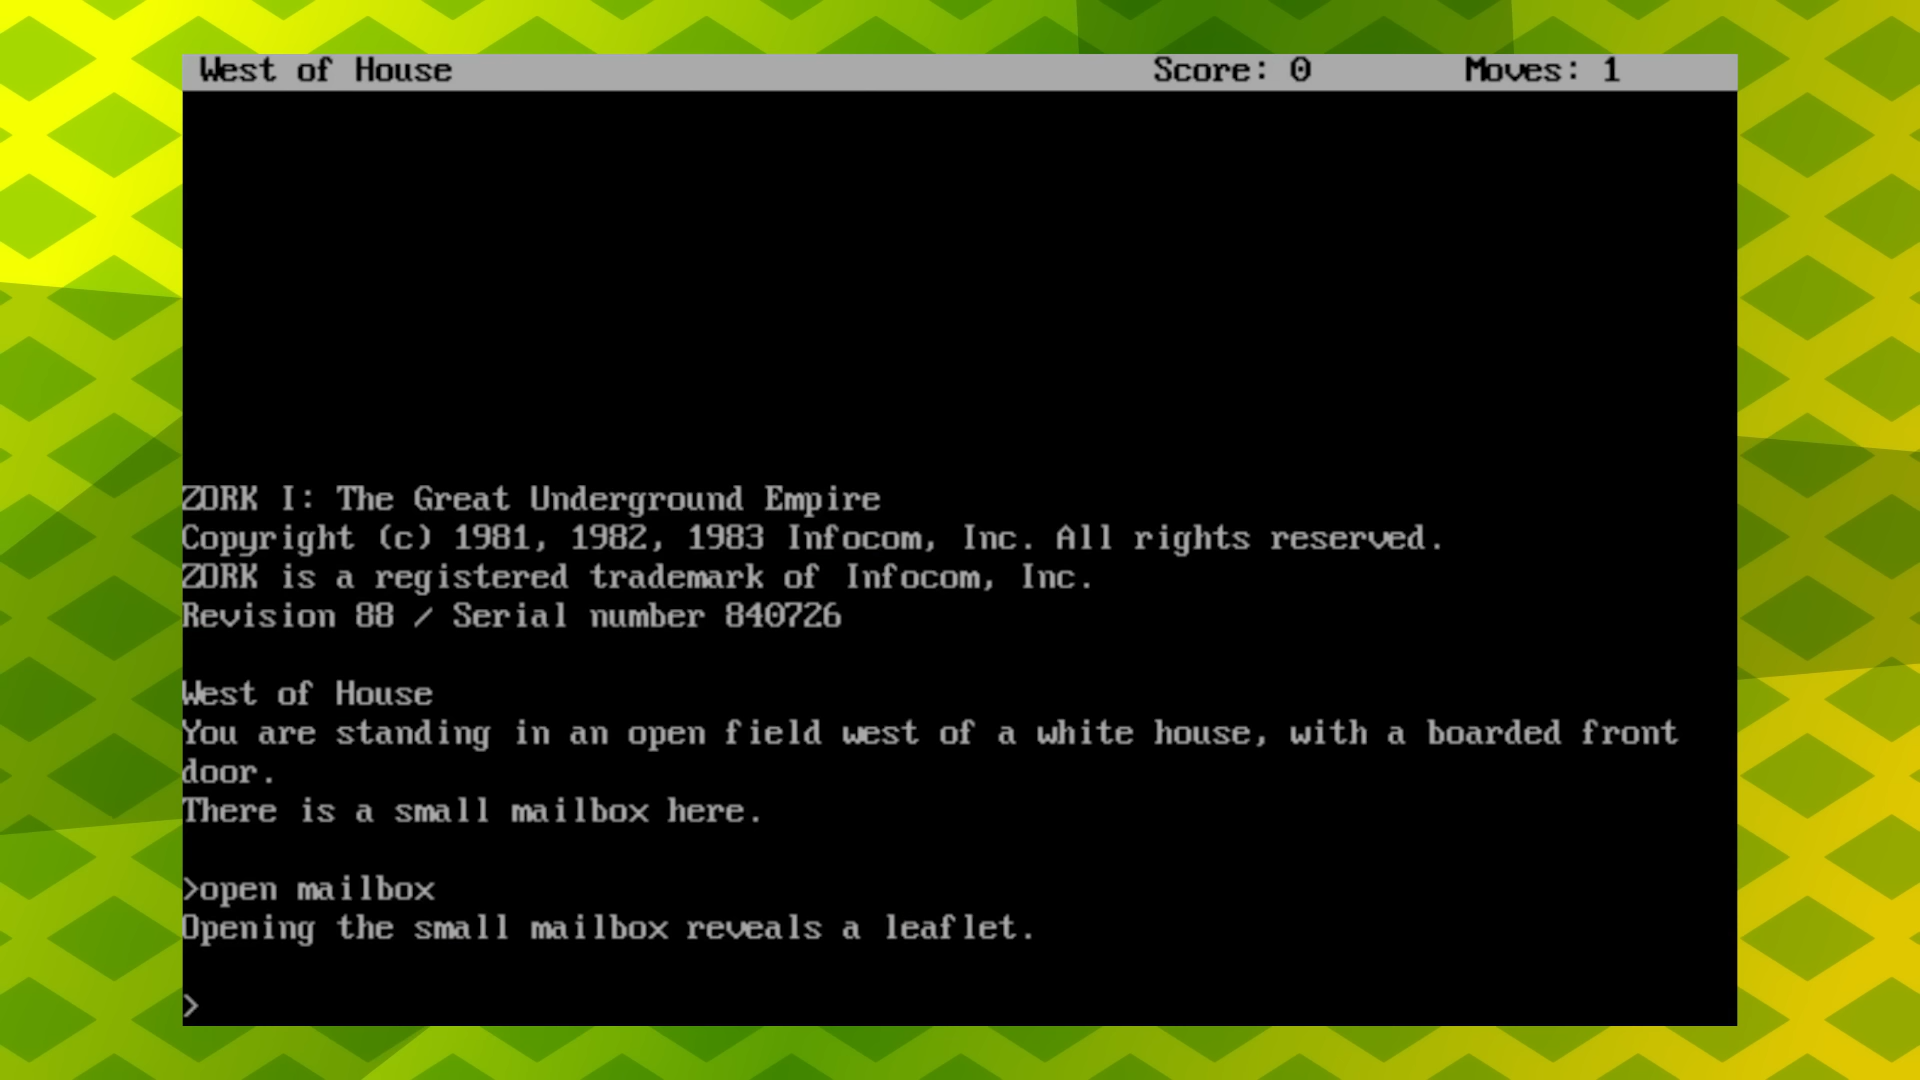 West of House Score: 0 Moves: 1
ZORK I: The Great Underground Empire
Copyright (c) 1981, 1982, 1983 Infocom, Inc. All rights reserved.
ZORK is a registered trademark of Infocom, Inc.
Revision 88 / Serial number 840726
West of House
You are standing in an open field west of a white house, with a boarded front
door.
There is a small mailbox here.
>open mailbox
Opening the small mailbox reveals a leaflet.
>